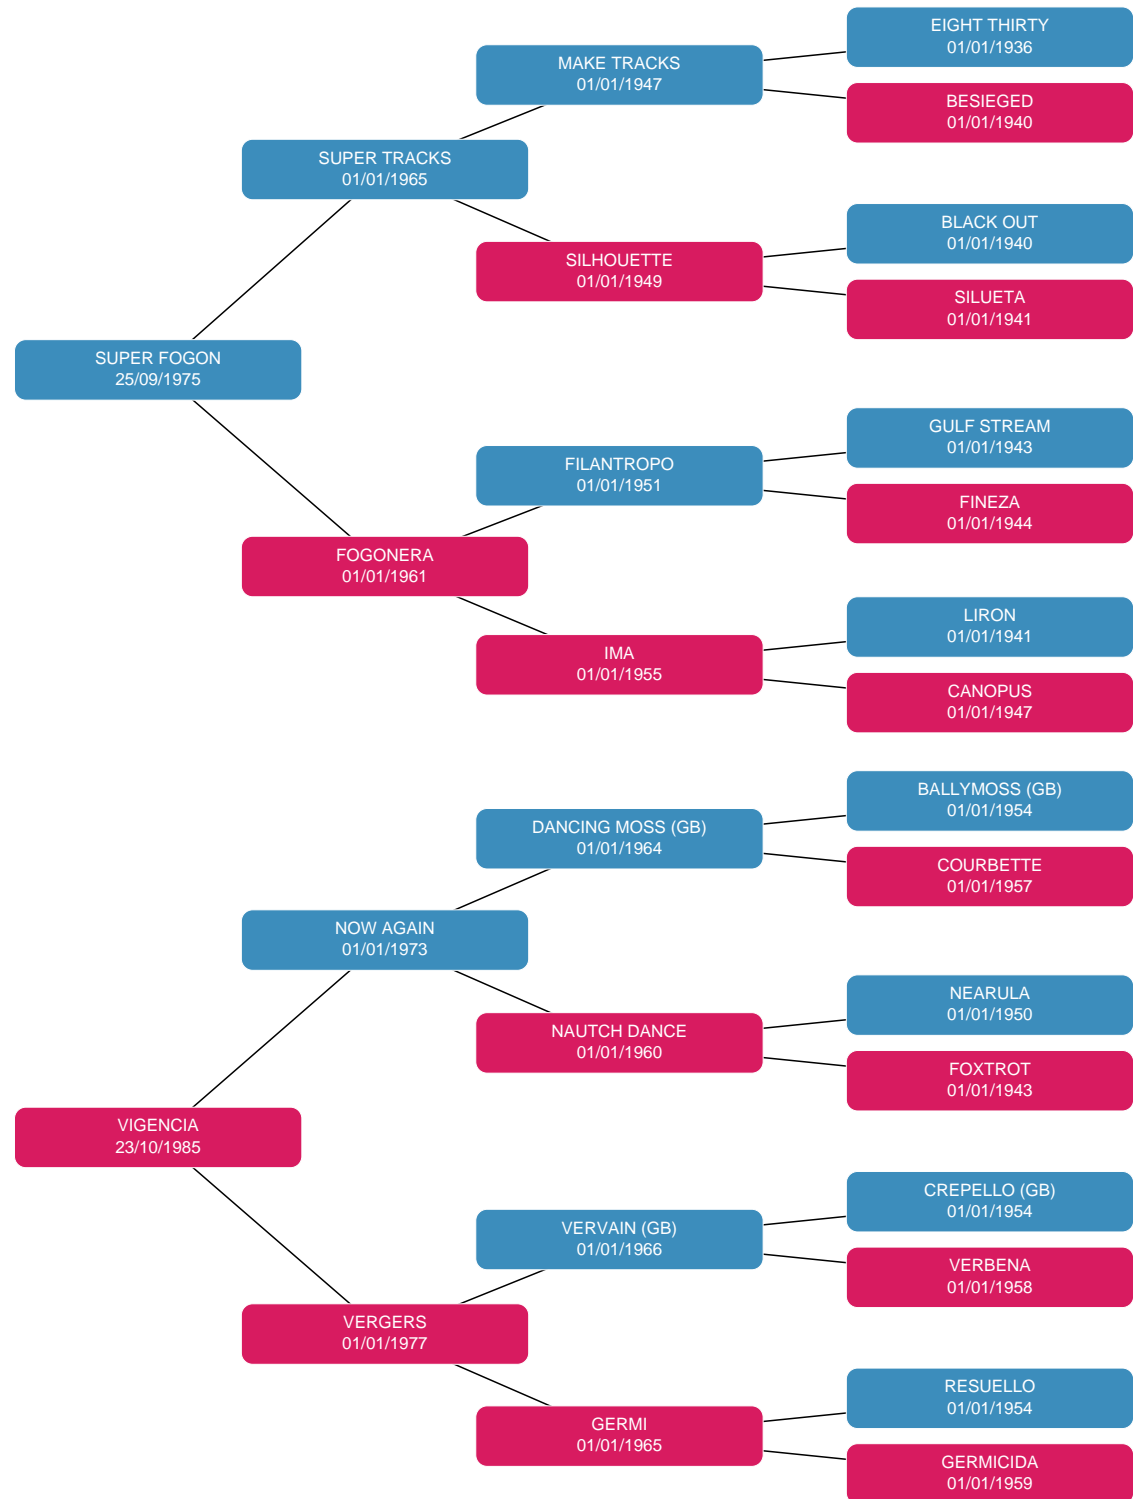 EIGHT THIRTY
01/01/1936
MAKE TRACKS
01/01/1947
BESIEGED
01/01/1940
SUPER TRACKS
01/01/1965
BLACK OUT
01/01/1940
SILHOUETTE
01/01/1949
SILUETA
01/01/1941
SUPER FOGON
25/09/1975
GULF STREAM
01/01/1943
FILANTROPO
01/01/1951
FINEZA
01/01/1944
FOGONERA
01/01/1961
LIRON
01/01/1941
IMA
01/01/1955
CANOPUS
01/01/1947
BALLYMOSS (GB)
01/01/1954
DANCING MOSS (GB)
01/01/1964
COURBETTE
01/01/1957
NOW AGAIN
01/01/1973
NEARULA
01/01/1950
NAUTCH DANCE
01/01/1960
FOXTROT
01/01/1943
VIGENCIA
23/10/1985
CREPELLO (GB)
01/01/1954
VERVAIN (GB)
01/01/1966
VERBENA
01/01/1958
VERGERS
01/01/1977
RESUELLO
01/01/1954
GERMI
01/01/1965
GERMICIDA
01/01/1959